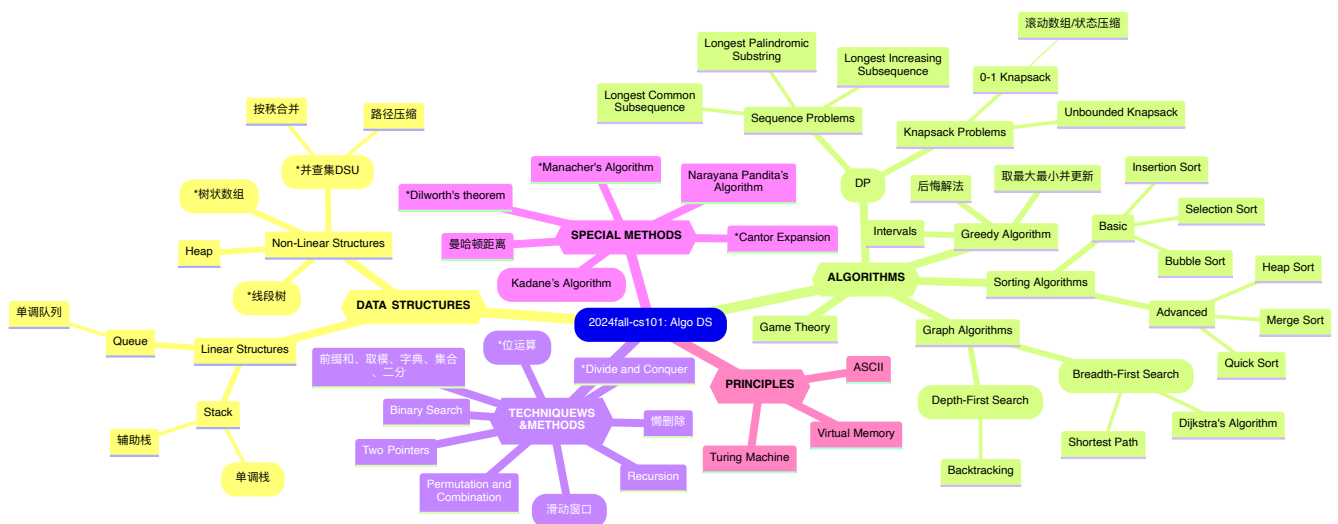 滚动数组/状态压缩
Longest Palindromic
Substring
Longest Increasing
Subsequence
0-1 Knapsack
Longest Common
Subsequence
Sequence Problems
Knapsack Problems
Unbounded Knapsack
DP
按秩合并
路径压缩
*并查集DSU
*树状数组
Heap
Non-Linear Structures
*线段树
DATA STRUCTURES
单调队列
Queue
Linear Structures
Stack
辅助栈
单调栈
*Manacher's Algorithm
Narayana Pandita's
Algorithm
*Dilworth's theorem
SPECIAL METHODS
曼哈顿距离
*Cantor Expansion
Kadane's Algorithm
2024fall-cs101: Algo DS
后悔解法
取最大最小并更新
Intervals
Greedy Algorithm
ALGORITHMS
Game Theory
Insertion Sort
Selection Sort
Basic
Bubble Sort
Sorting Algorithms
Heap Sort
Advanced
Merge Sort
Quick Sort
Graph Algorithms
Breadth-First Search
Depth-First Search
Dijkstra's Algorithm
Shortest Path
Backtracking
*位运算
前缀和、取模、字典、集合
、二分
*Divide and Conquer
Binary Search
TECHNIQUEWS
&METHODS
懒删除
Two Pointers
Recursion
Permutation and
Combination
滑动窗口
PRINCIPLES
ASCII
Virtual Memory
Turing Machine